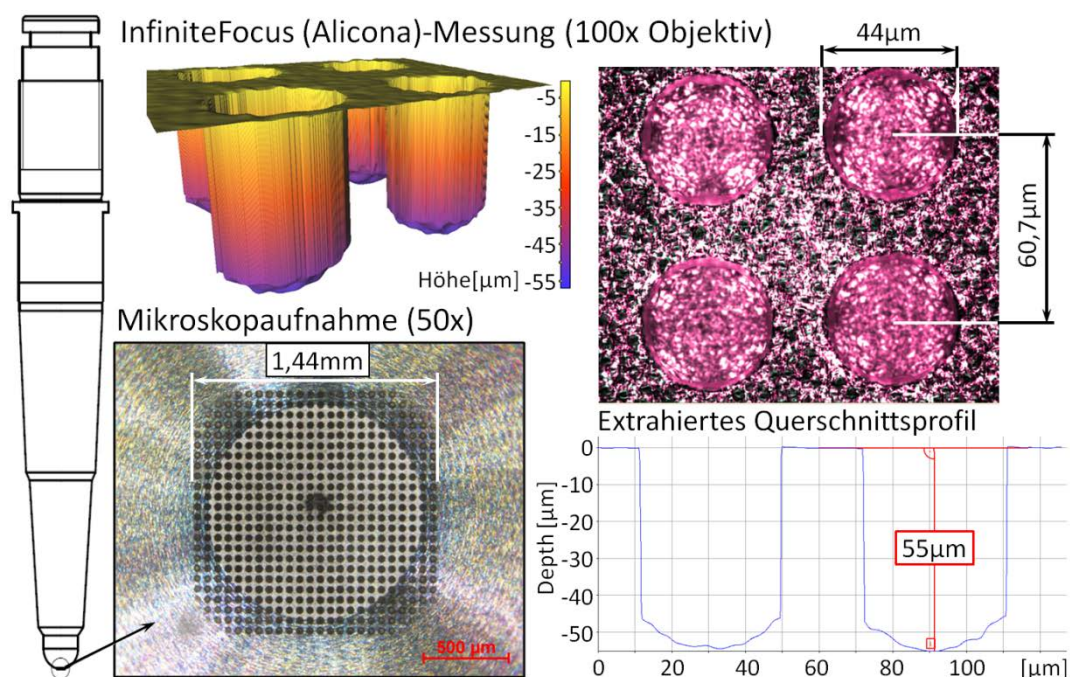 InfiniteFocus (Alicona)-Messung (100x Objektiv)
44µm
-5
-15
-25
-35
-45
-55
Höhe[µm]
60,7µm
Mikroskopaufnahme (50x)
1,44mm
500 µm
Extrahiertes Querschnittsprofil
0
-10
-20
-30
-40
-50
Depth [µm]
55µm
0 20 40 60 80 100 [µm]